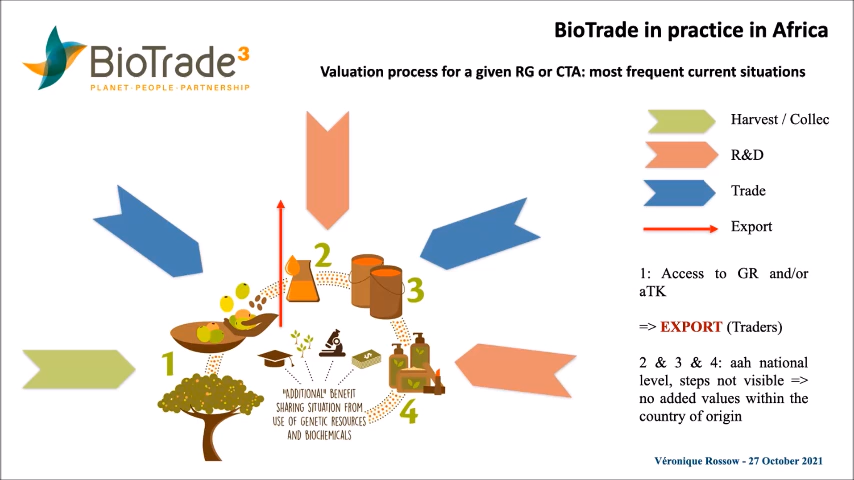 BioTrade in practice in Africa
BioTrade³
PLANET · PEOPLE · PARTNERSHIP
Valuation process for a given RG or CTA: most frequent current situations
Harvest / Collec
R&D
Trade
Export
1
2
3
4
$
"ADDITIONAL" BENEFIT
SHARING SITUATION FROM
USE OF GENETIC RESOURCES
AND BIOCHEMICALS
1: Access to GR and/or
aTK
=> EXPORT (Traders)
2 & 3 & 4: aah national
level, steps not visible =>
no added values within the
country of origin
Véronique Rossow - 27 October 2021